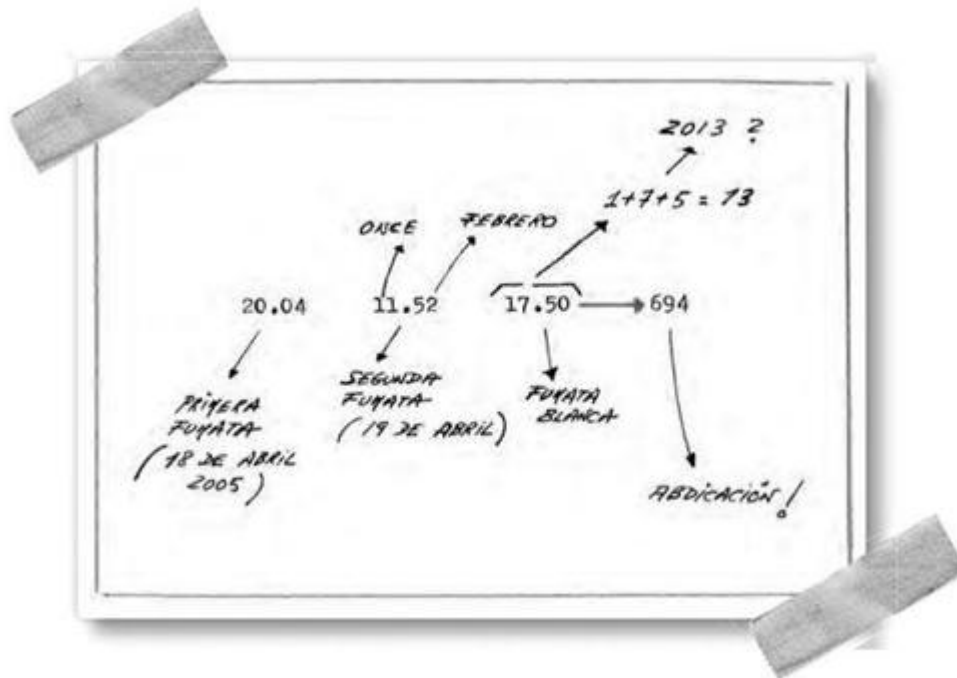 2013 ?
1+7+5 = 13
ONCE FEBRERO
20.04 11.52 17.50 694
PRIMERA
FUMATA
(18 DE ABRIL
2005)
SEGUNDA
FUMATA
(19 DE ABRIL)
FUMATA
BLANCA
ABDICACIÓN!